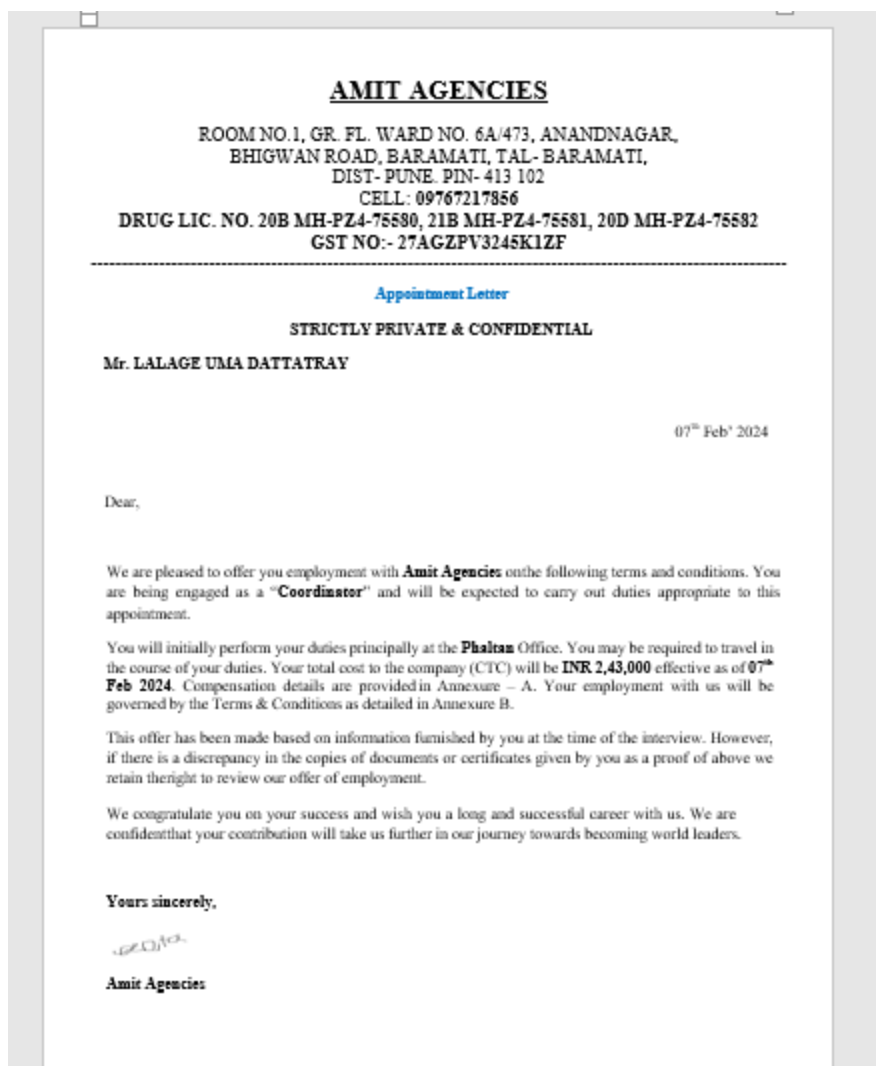 AMIT AGENCIES
ROOM NO.1, GR. FL. WARD NO. 6A/473, ANANDNAGAR,
BHIGWAN ROAD, BARAMATI, TAL- BARAMATI,
DIST- PUNE. PIN- 413 102
CELL: 09767217856
DRUG LIC. NO. 20B MH-PZ4-75580, 21B MH-PZ4-75581, 20D MH-PZ4-75582
GST NO:- 27AGZPV3245K1ZF
Appointment Letter
STRICTLY PRIVATE & CONFIDENTIAL
Mr. LALAGE UMA DATTATRAY
07th Feb' 2024
Dear,
We are pleased to offer you employment with Amit Agencies onthe following terms and conditions. You
are being engaged as a “Coordinator” and will be expected to carry out duties appropriate to this
appointment.
You will initially perform your duties principally at the Phaltan Office. You may be required to travel in
the course of your duties. Your total cost to the company (CTC) will be INR 2,43,000 effective as of 07th
Feb 2024. Compensation details are provided in Annexure – A. Your employment with us will be
governed by the Terms & Conditions as detailed in Annexure B.
This offer has been made based on information furnished by you at the time of the interview. However,
if there is a discrepancy in the copies of documents or certificates given by you as a proof of above we
retain theright to review our offer of employment.
We congratulate you on your success and wish you a long and successful career with us. We are
confidentthat your contribution will take us further in our journey towards becoming world leaders.
Yours sincerely,
Amit Agencies